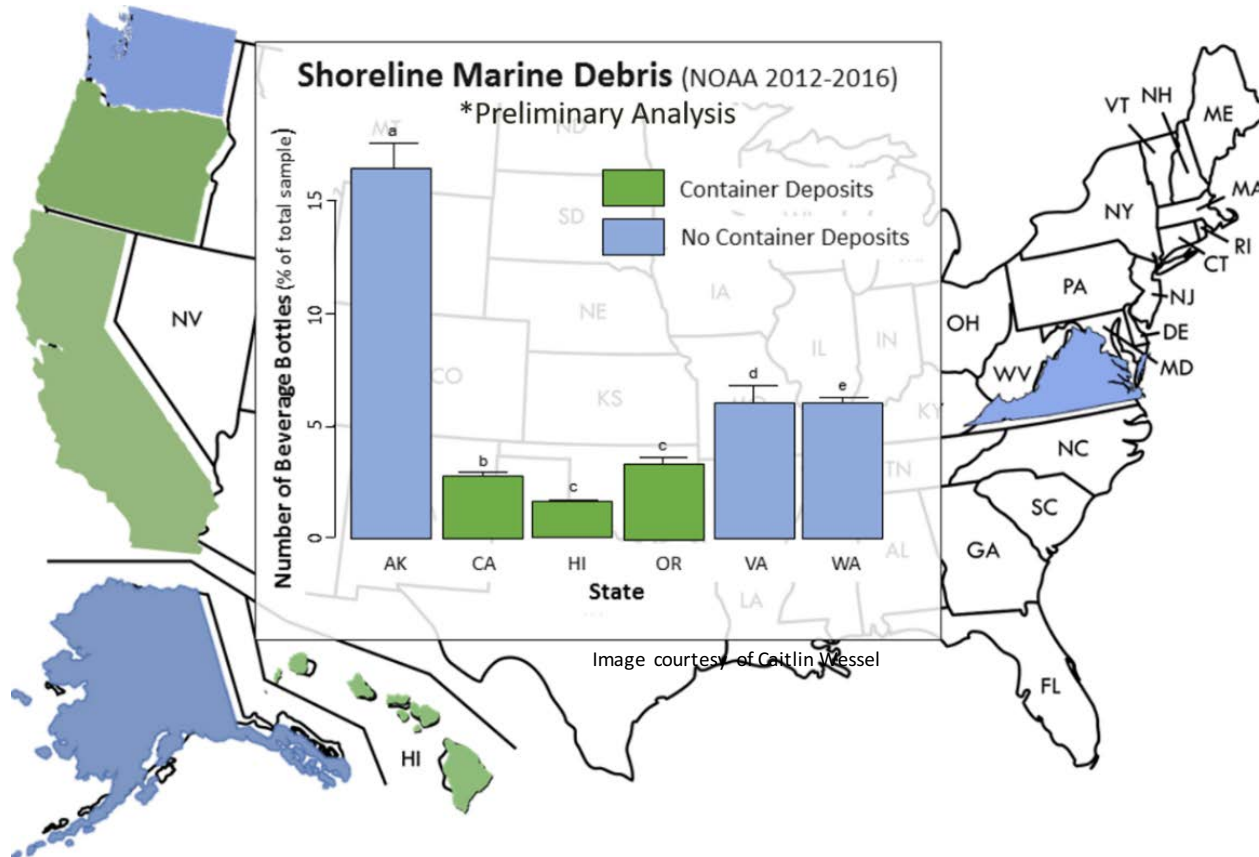 Shoreline Marine Debris (NOAA 2012-2016)
*Preliminary Analysis
Number of Beverage Bottles (% of total sample)
15
10
5
0
a
b
c
c
d
e
Container Deposits
No Container Deposits
AK
CA
HI
OR
VA
WA
State
Image courtesy of Caitlin Wessel
MT
ND
SD
NE
IA
CO
KS
IL
IN
KY
TN
AL
LA
NV
HI
VT
NH
ME
MA
NY
RI
CT
PA
NJ
OH
DE
MD
WV
NC
SC
GA
FL